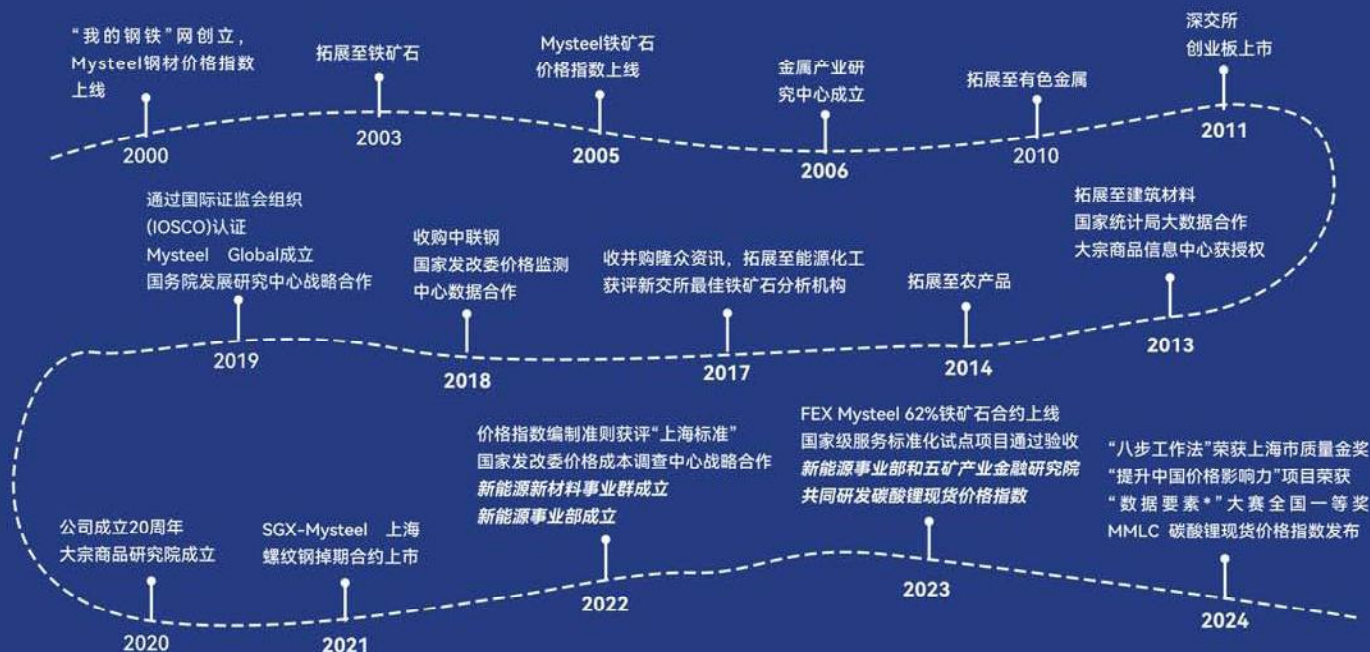 “我的钢铁”网创立，
Mysteel钢材价格指数
上线
2000
拓展至铁矿石
2003
Mysteel铁矿石
价格指数上线
2005
金属产业研
究中心成立
2006
拓展至有色金属
2010
深交所
创业板上市
2011
拓展至建筑材料
国家统计局大数据合作
大宗商品信息中心获授权
2013
拓展至农产品
2014
收并购隆众资讯，拓展至能源化工
获评新交所最佳铁矿石分析机构
2017
收购中联钢
国家发改委价格监测
中心数据合作
2018
通过国际证监会组织
(IOSCO)认证
Mysteel Global成立
国务院发展研究中心战略合作
2019
公司成立20周年
大宗商品研究院成立
2020
SGX-Mysteel 上海
螺纹钢掉期合约上市
2021
价格指数编制准则获评“上海标准”
国家发改委价格成本调查中心战略合作
新能源新材料事业群成立
新能源事业部成立
2022
FEX Mysteel 62%铁矿石合约上线
国家级服务标准化试点项目通过验收
新能源事业部和五矿产业金融研究院
共同研发碳酸锂现货价格指数
2023
“八步工作法”荣获上海市质量金奖
“提升中国价格影响力”项目荣获
“数据要素*”大赛全国一等奖
MMLC 碳酸锂现货价格指数发布
2024